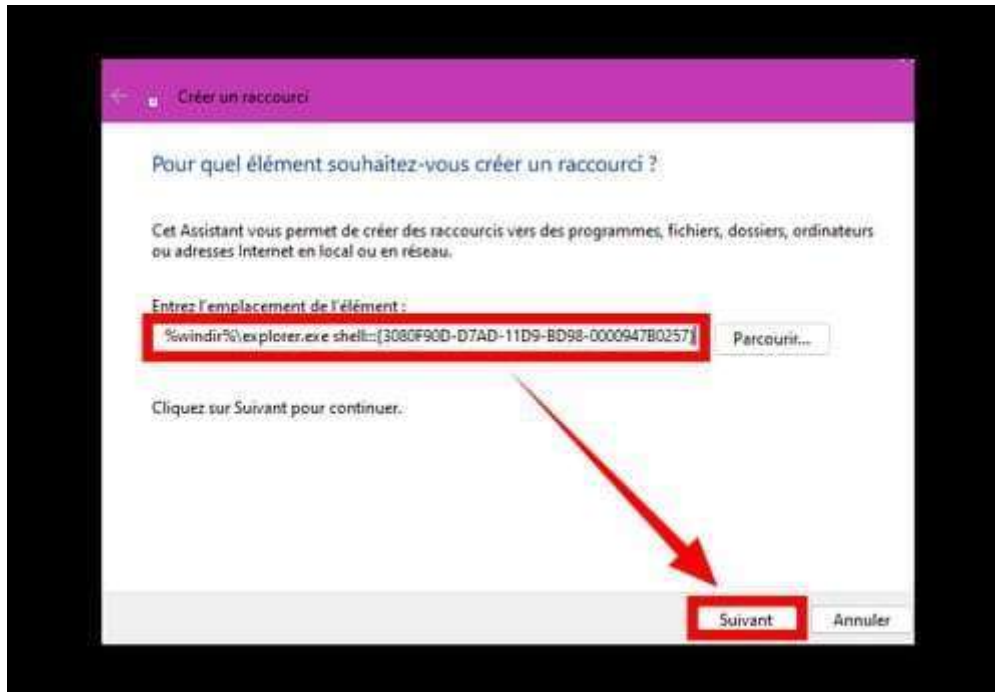 Créer un raccourci
Pour quel élément souhaitez-vous créer un raccourci ?
Cet Assistant vous permet de créer des raccourcis vers des programmes, fichiers, dossiers, ordinateurs
ou adresses Internet en local ou en réseau.
Entrez l'emplacement de l'élément :
%windir%\explorer.exe shell:::{3080F90D-D7AD-11D9-BD98-0000947B0257}
Parcourir...
Cliquez sur Suivant pour continuer.
Suivant
Annuler